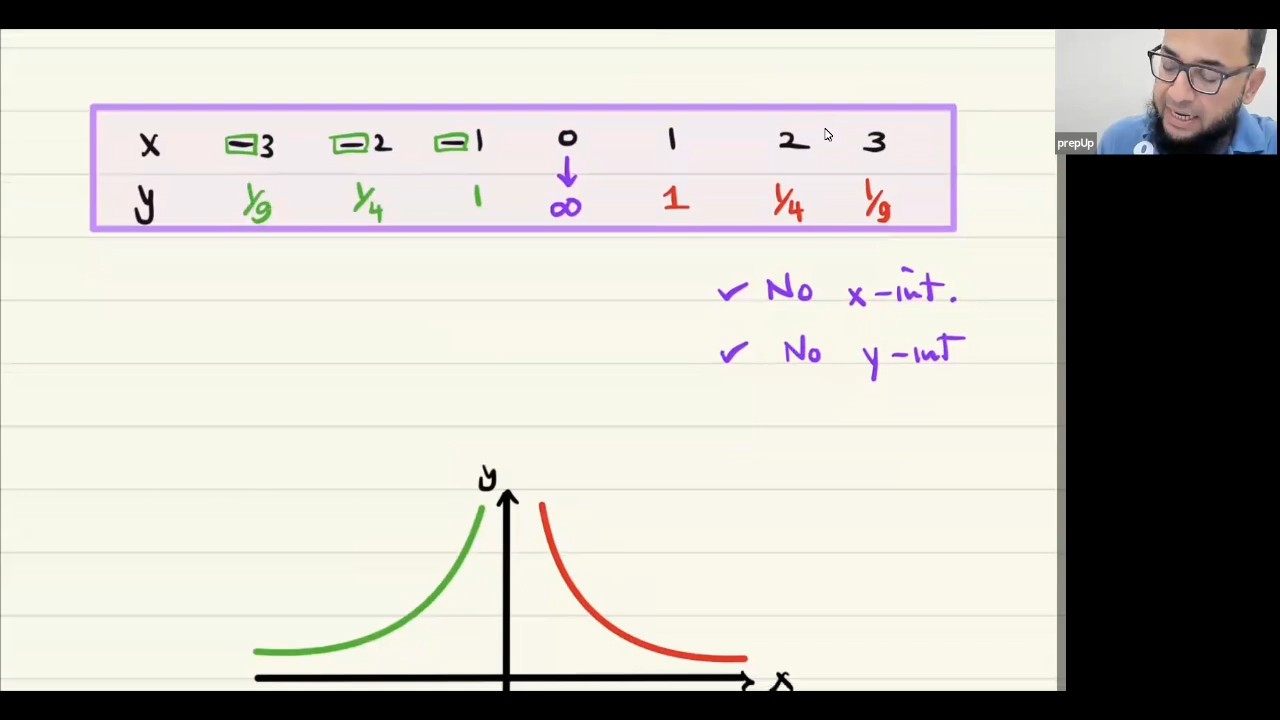 x -3 -2 -1 0 1 2 3
↓
y 1/9 1/4 1 ∞ 1 1/4 1/9
✓ No x-int.
✓ No y-int
y
x
prepUp